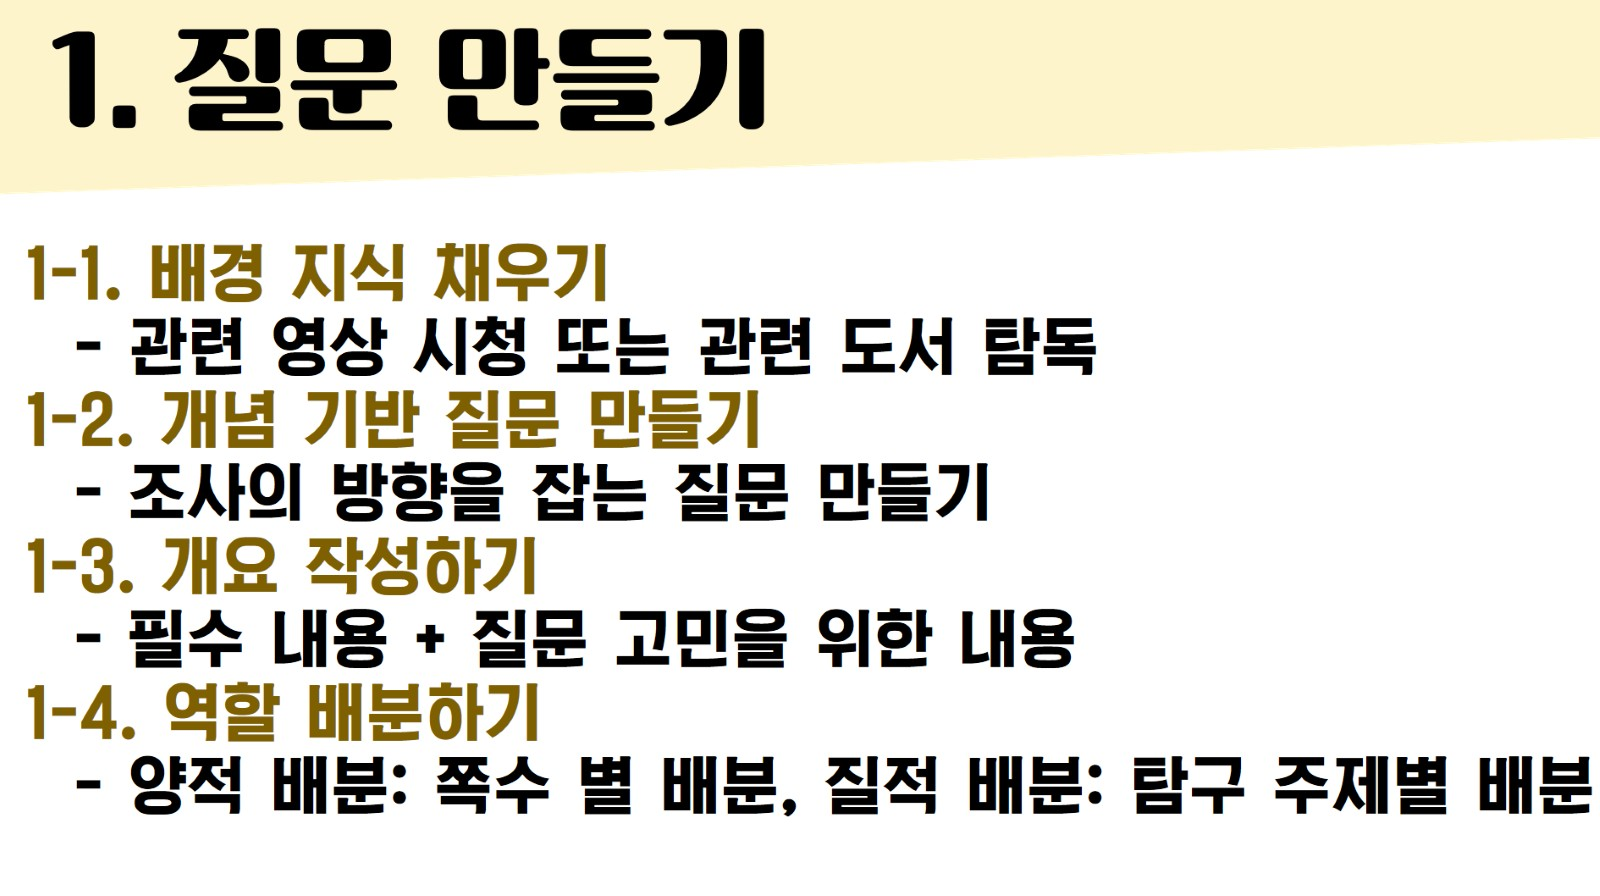 1. 질문 만들기
1-1. 배경 지식 채우기
- 관련 영상 시청 또는 관련 도서 탐독
1-2. 개념 기반 질문 만들기
- 조사의 방향을 잡는 질문 만들기
1-3. 개요 작성하기
- 필수 내용 + 질문 고민을 위한 내용
1-4. 역할 배분하기
- 양적 배분: 쪽수 별 배분, 질적 배분: 탐구 주제별 배분